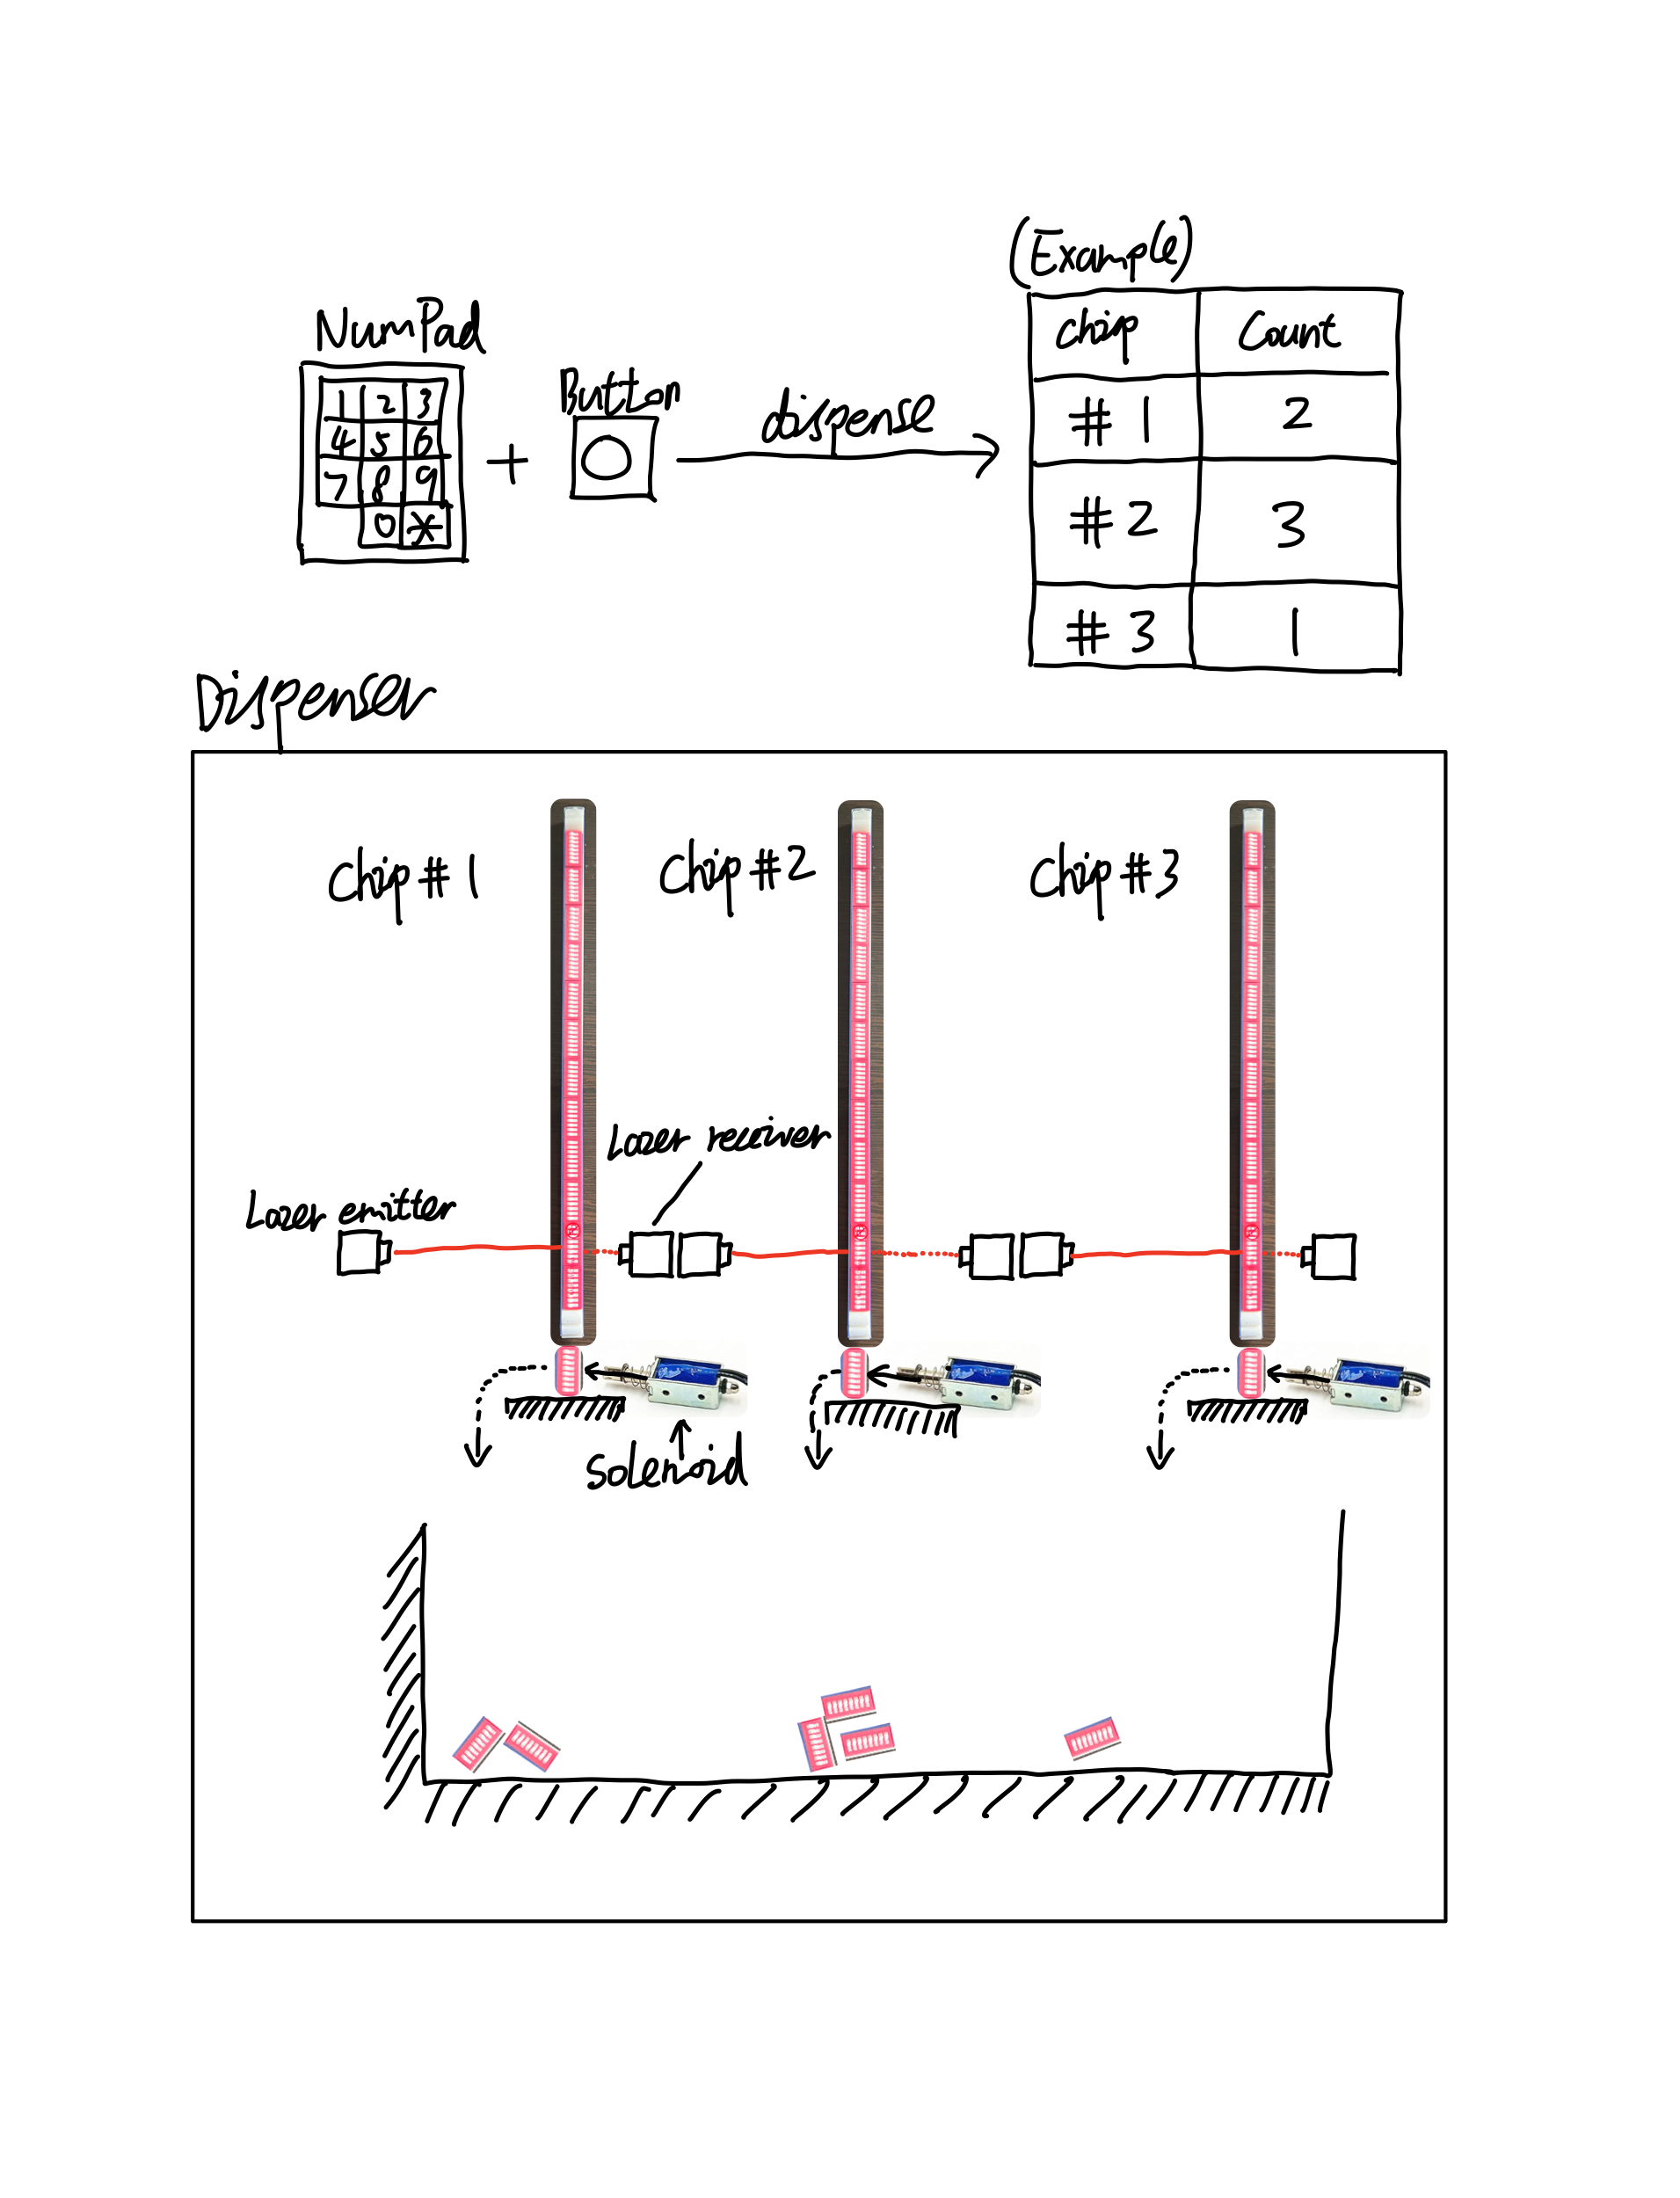 (Example)
NumPad
chip Count
1 2 3
Button
dispense
#1 2
4 5 6
+
7 8 9
0 *
#2 3
#3 1
Dispenser
Chip #1
Chip #2
Chip #3
Lazer receiver
Lazer emitter
Solenoid